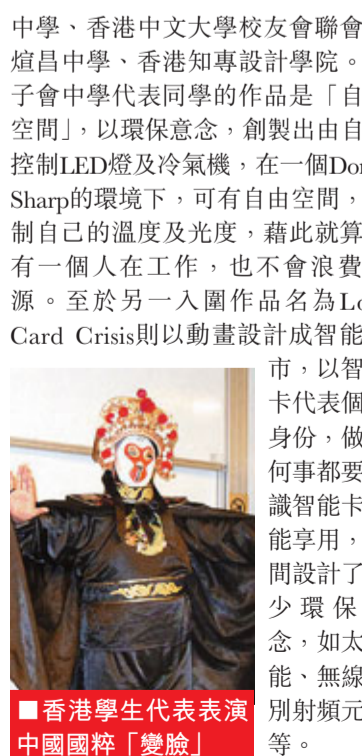 中學、香港中文大學校友會聯會
煊昌中學、香港知專設計學院。
子會中學代表同學的作品是「自
空間」，以環保意念，創製出由自
控制LED燈及冷氣機，在一個Dor
Sharp的環境下，可有自由空間，
制自己的溫度及光度，藉此就算
有一個人在工作，也不會浪費
源。至於另一入圍作品名為Lo
Card Crisis則以動畫設計成智能
市，以智
卡代表個
身份，做
何事都要
識智能卡
能享用，
間設計了
少環保
念，如太
能、無線
別射頻元
等。
■香港學生代表表演
中國國粹「變臉」